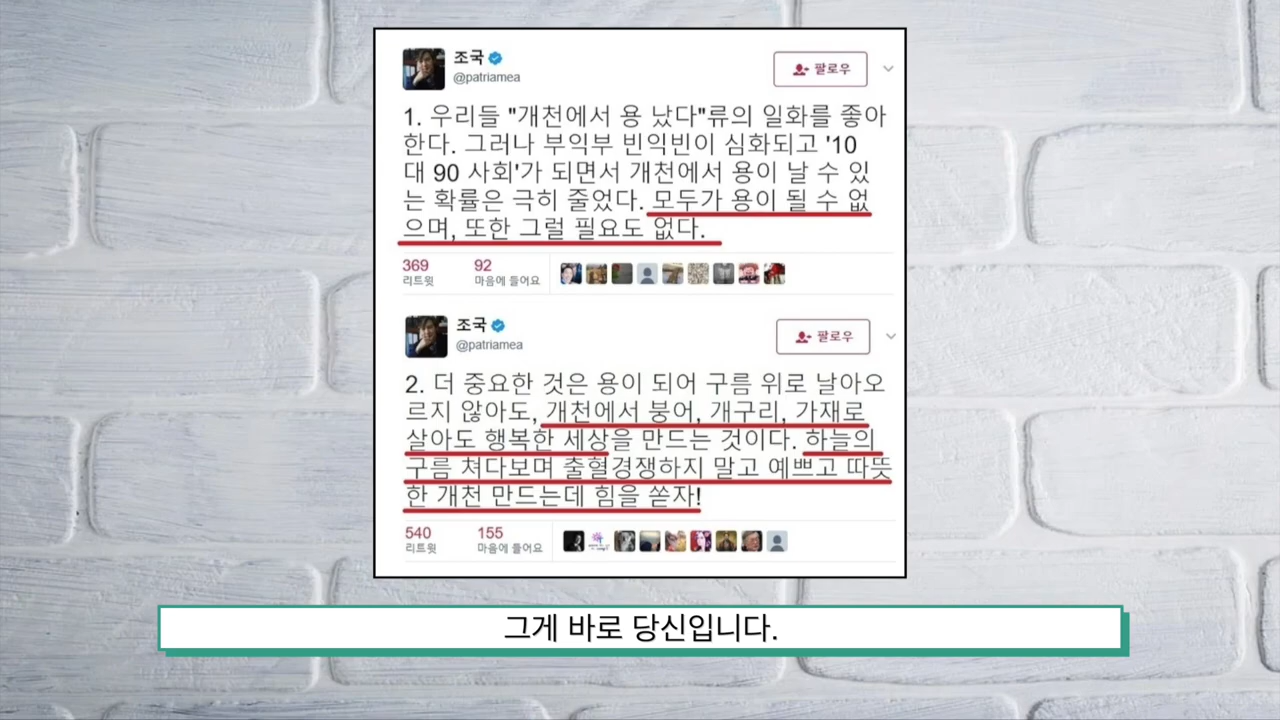 조국
@patriamea
팔로우
1. 우리들 "개천에서 용 났다"류의 일화를 좋아
한다. 그러나 부익부 빈익빈이 심화되고 '10
대 90 사회'가 되면서 개천에서 용이 날 수 있
는 확률은 극히 줄었다. 모두가 용이 될 수 없
으며, 또한 그럴 필요도 없다.
369 92
리트윗 마음에 들어요
조국
@patriamea
팔로우
2. 더 중요한 것은 용이 되어 구름 위로 날아오
르지 않아도, 개천에서 붕어, 개구리, 가재로
살아도 행복한 세상을 만드는 것이다. 하늘의
구름 쳐다보며 출혈경쟁하지 말고 예쁘고 따뜻
한 개천 만드는데 힘을 쏟자!
540 155
리트윗 마음에 들어요
그게 바로 당신입니다.